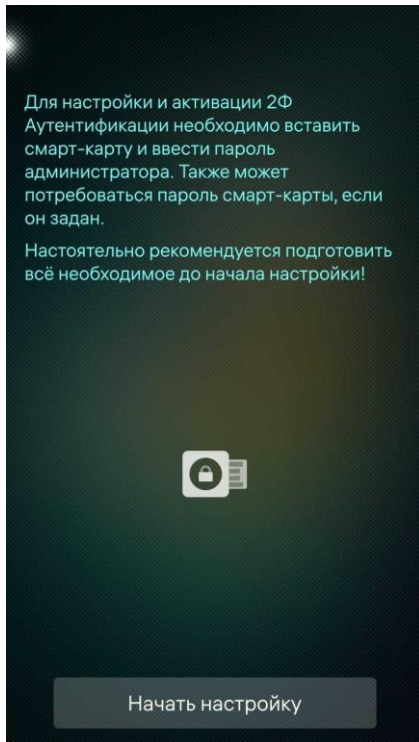 Для настройки и активации 2Ф
Аутентификации необходимо вставить
смарт-карту и ввести пароль
администратора. Также может
потребоваться пароль смарт-карты, если
он задан.
Настоятельно рекомендуется подготовить
всё необходимое до начала настройки!
Начать настройку